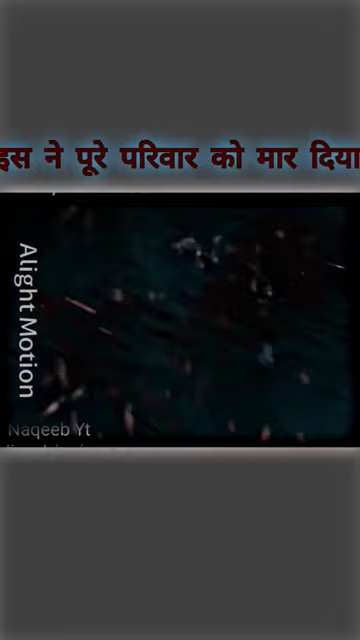 इस ने पूरे परिवार को मार दिया
Alight Motion
Naqeeb Yt